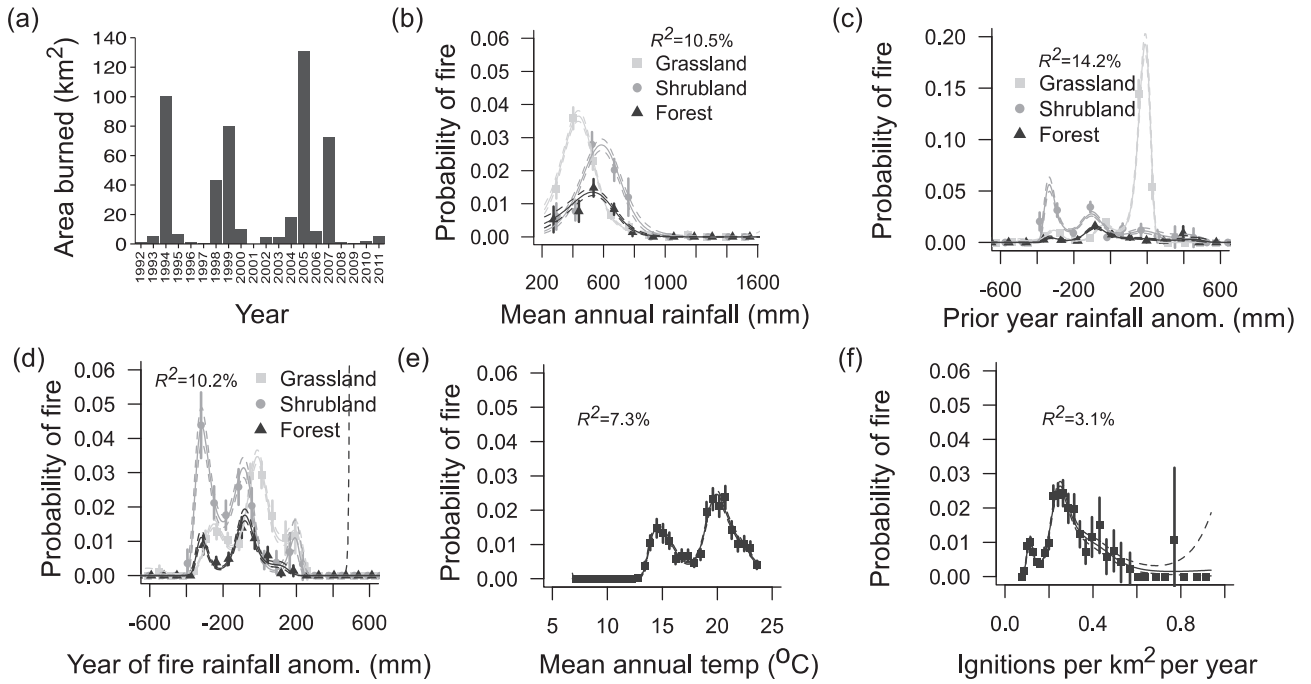 (a)
Area burned (km²)
140
120
100
80
60
40
20
0
1992
1993
1994
1995
1996
1997
1998
1999
2000
2001
2002
2003
2004
2005
2006
2007
2008
2009
2010
2011
Year
(b)
Probability of fire
0.06
0.05
0.04
0.03
0.02
0.01
0.00
R²=10.5%
Grassland
Shrubland
Forest
200 600 1000 1600
Mean annual rainfall (mm)
(c)
Probability of fire
0.20
0.15
0.10
0.05
0.00
R²=14.2%
Grassland
Shrubland
Forest
-600 -200 200 600
Prior year rainfall anom. (mm)
(d)
Probability of fire
0.06
0.05
0.04
0.03
0.02
0.01
0.00
R²=10.2%
Grassland
Shrubland
Forest
-600 -200 200 600
Year of fire rainfall anom. (mm)
(e)
Probability of fire
0.06
0.05
0.04
0.03
0.02
0.01
0.00
R²=7.3%
5 10 15 20 25
Mean annual temp (°C)
(f)
Probability of fire
0.06
0.05
0.04
0.03
0.02
0.01
0.00
R²=3.1%
0.0 0.4 0.8
Ignitions per km² per year